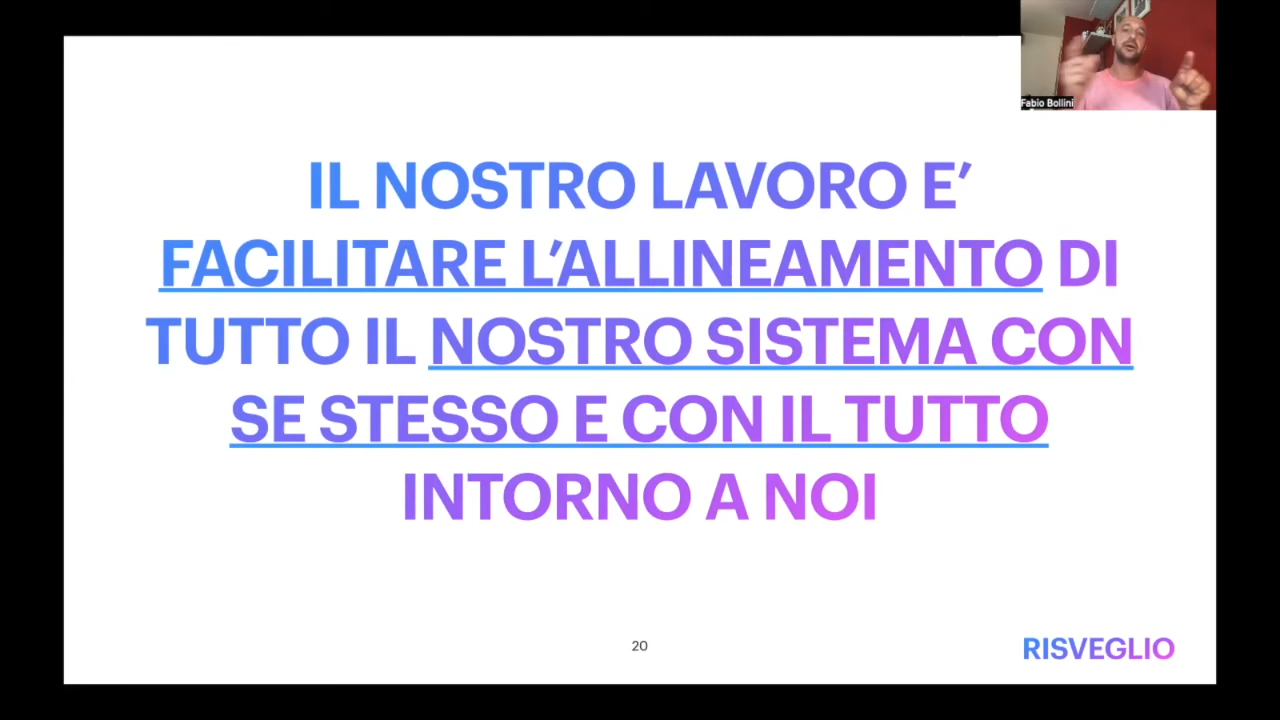 Fabio Bollini
IL NOSTRO LAVORO E’
FACILITARE L’ALLINEAMENTO DI
TUTTO IL NOSTRO SISTEMA CON
SE STESSO E CON IL TUTTO
INTORNO A NOI
20
RISVEGLIO